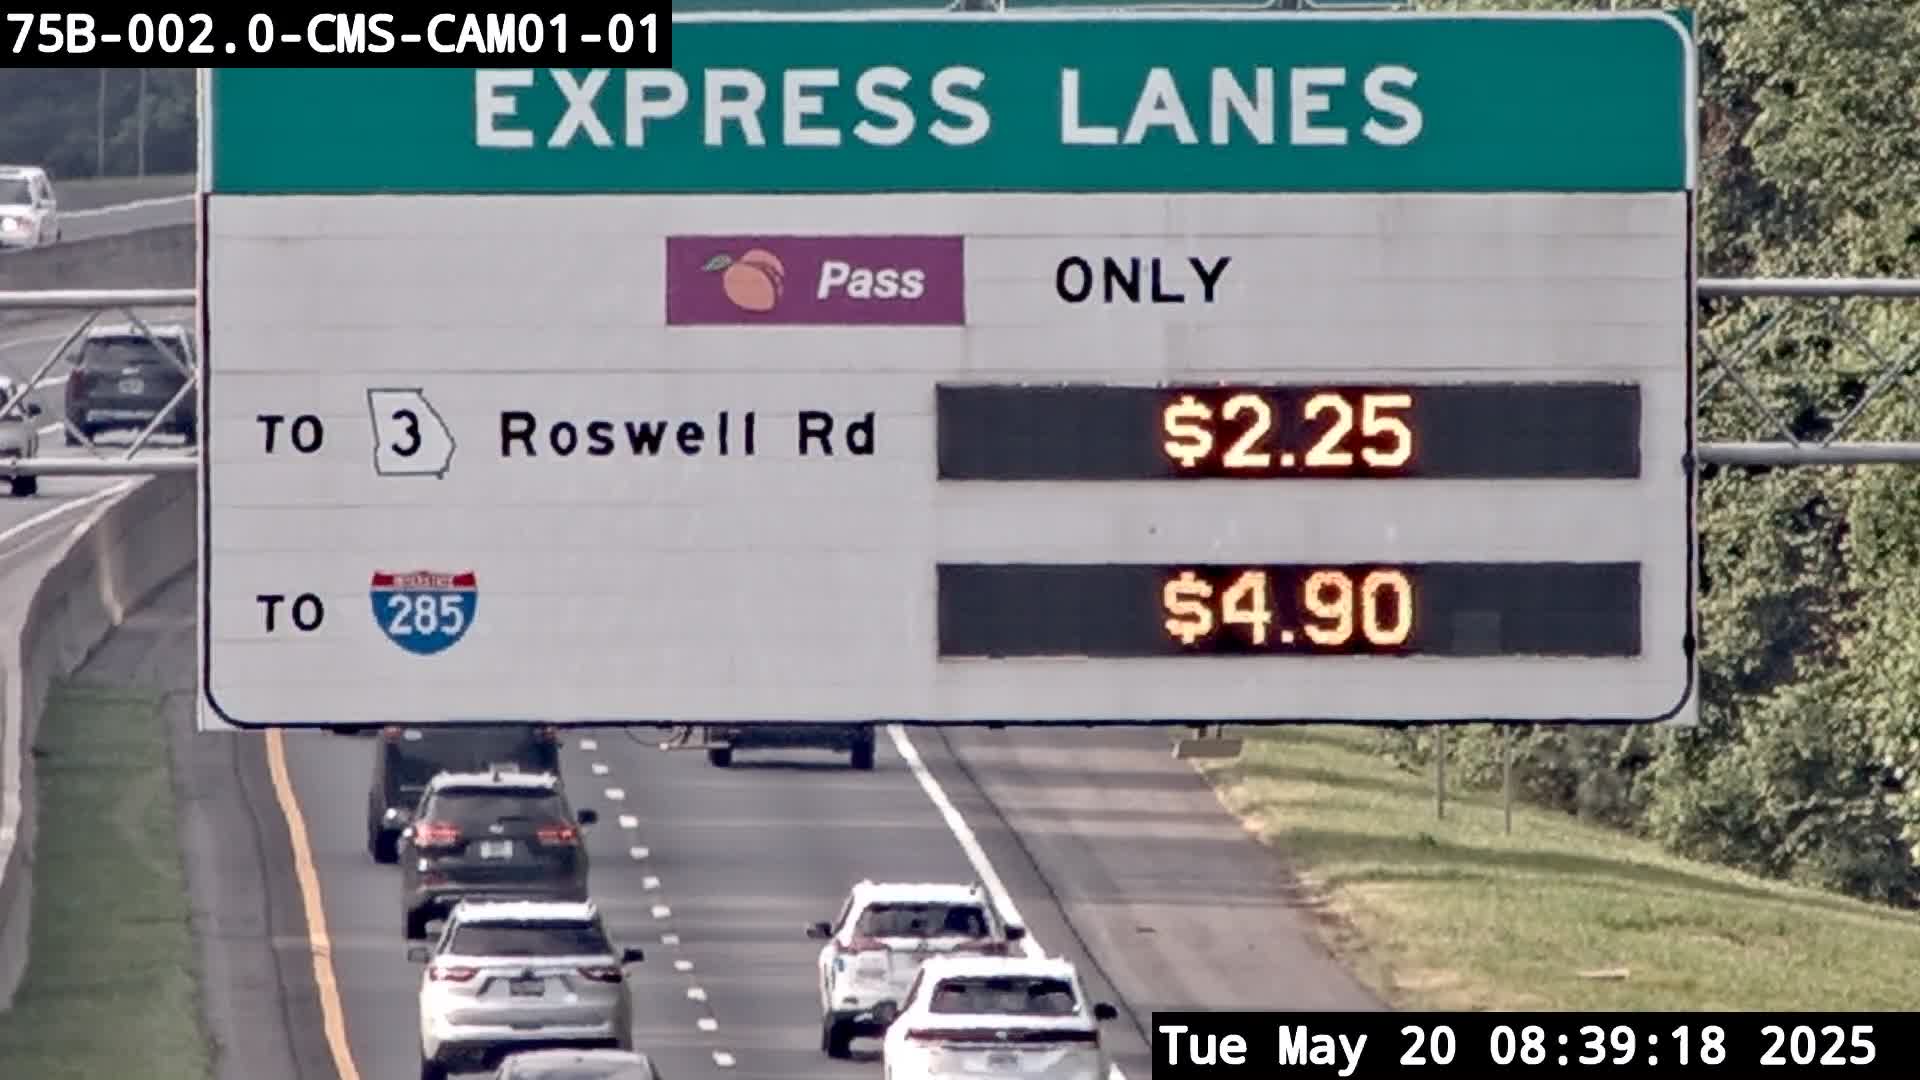 75B-002.0-CMS-CAM01-01
EXPRESS LANES
Pass ONLY
TO 3 Roswell Rd $2.25
INTERSTATE
TO 285 $4.90
Tue May 20 08:39:18 2025